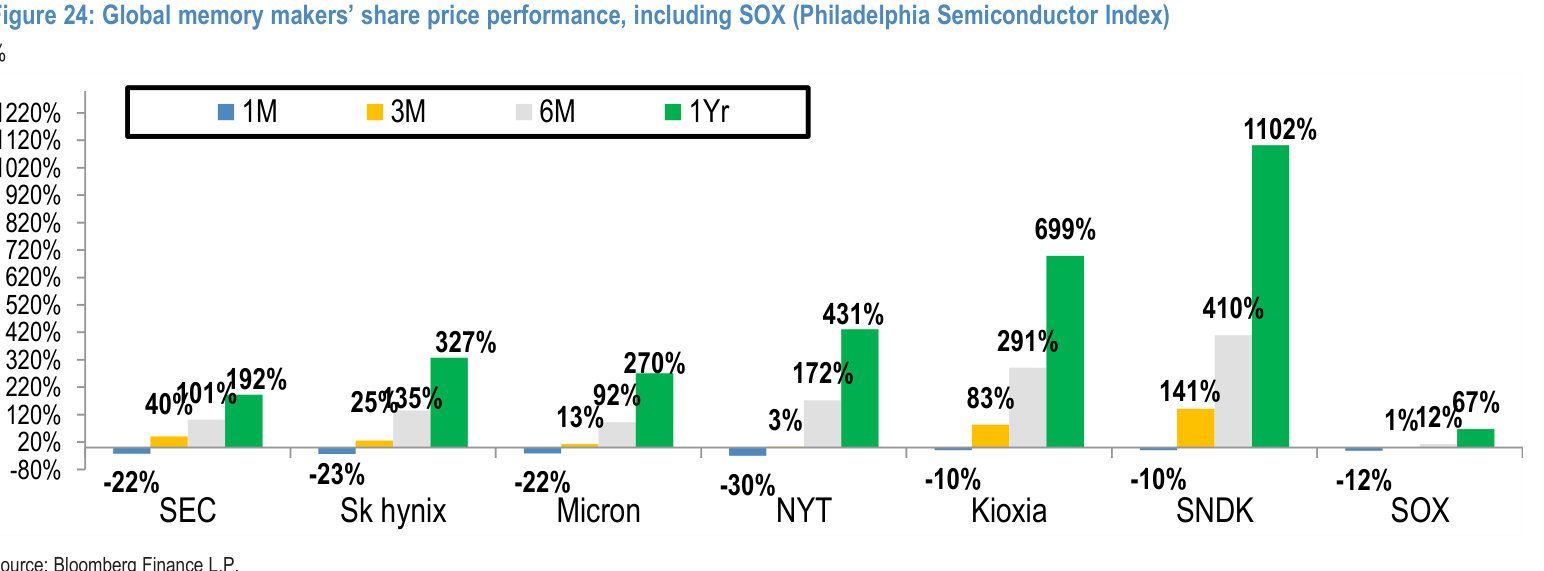 igure 24: Global memory makers' share price performance, including SOX (Philadelphia Semiconductor Index)
%
1M 3M 6M 1Yr
1220%
1120%
1020%
920%
820%
720%
620%
520%
420%
320%
220%
120%
20%
-80%
-22% 40% 101% 192%
-23% 25% 135% 327%
-22% 13% 92% 270%
-30% 3% 172% 431%
-10% 83% 291% 699%
-10% 141% 410% 1102%
-12% 1% 12% 67%
SEC Sk hynix Micron NYT Kioxia SNDK SOX
ource: Bloomberg Finance L.P.